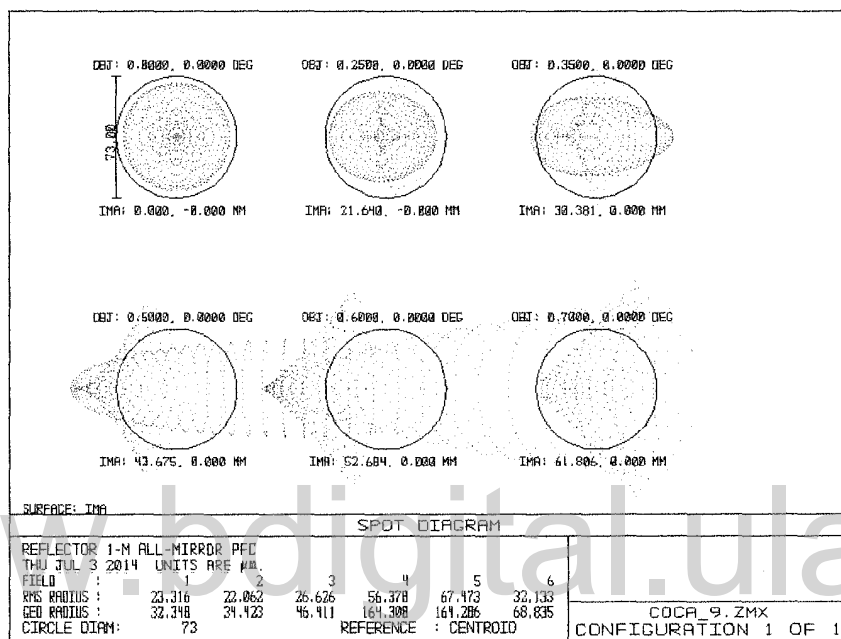 OBJ: 0.0000, 0.0000 DEG
OBJ: 0.2500, 0.0000 DEG
OBJ: 0.3500, 0.0000 DEG
73.00
IMA: 0.000, -0.000 MM
IMA: 21.640, -0.000 MM
IMA: 30.381, 0.000 MM
OBJ: 0.5000, 0.0000 DEG
OBJ: 0.6000, 0.0000 DEG
OBJ: 0.7000, 0.0000 DEG
IMA: 43.675, 0.000 MM
IMA: 52.684, 0.000 MM
IMA: 61.806, 0.000 MM
SURFACE: IMA
SPOT DIAGRAM
REFLECTOR 1-M ALL-MIRROR PFC
THU JUL 3 2014 UNITS ARE µm.
FIELD : 1 2 3 4 5 6
RMS RADIUS : 23.316 22.062 26.626 56.378 67.473 32.133
GEO RADIUS : 32.348 34.423 46.411 164.308 164.286 68.835
CIRCLE DIAM: 73 REFERENCE : CENTROID
COCA_9.ZMX
CONFIGURATION 1 OF 1
w.bdigital.ula